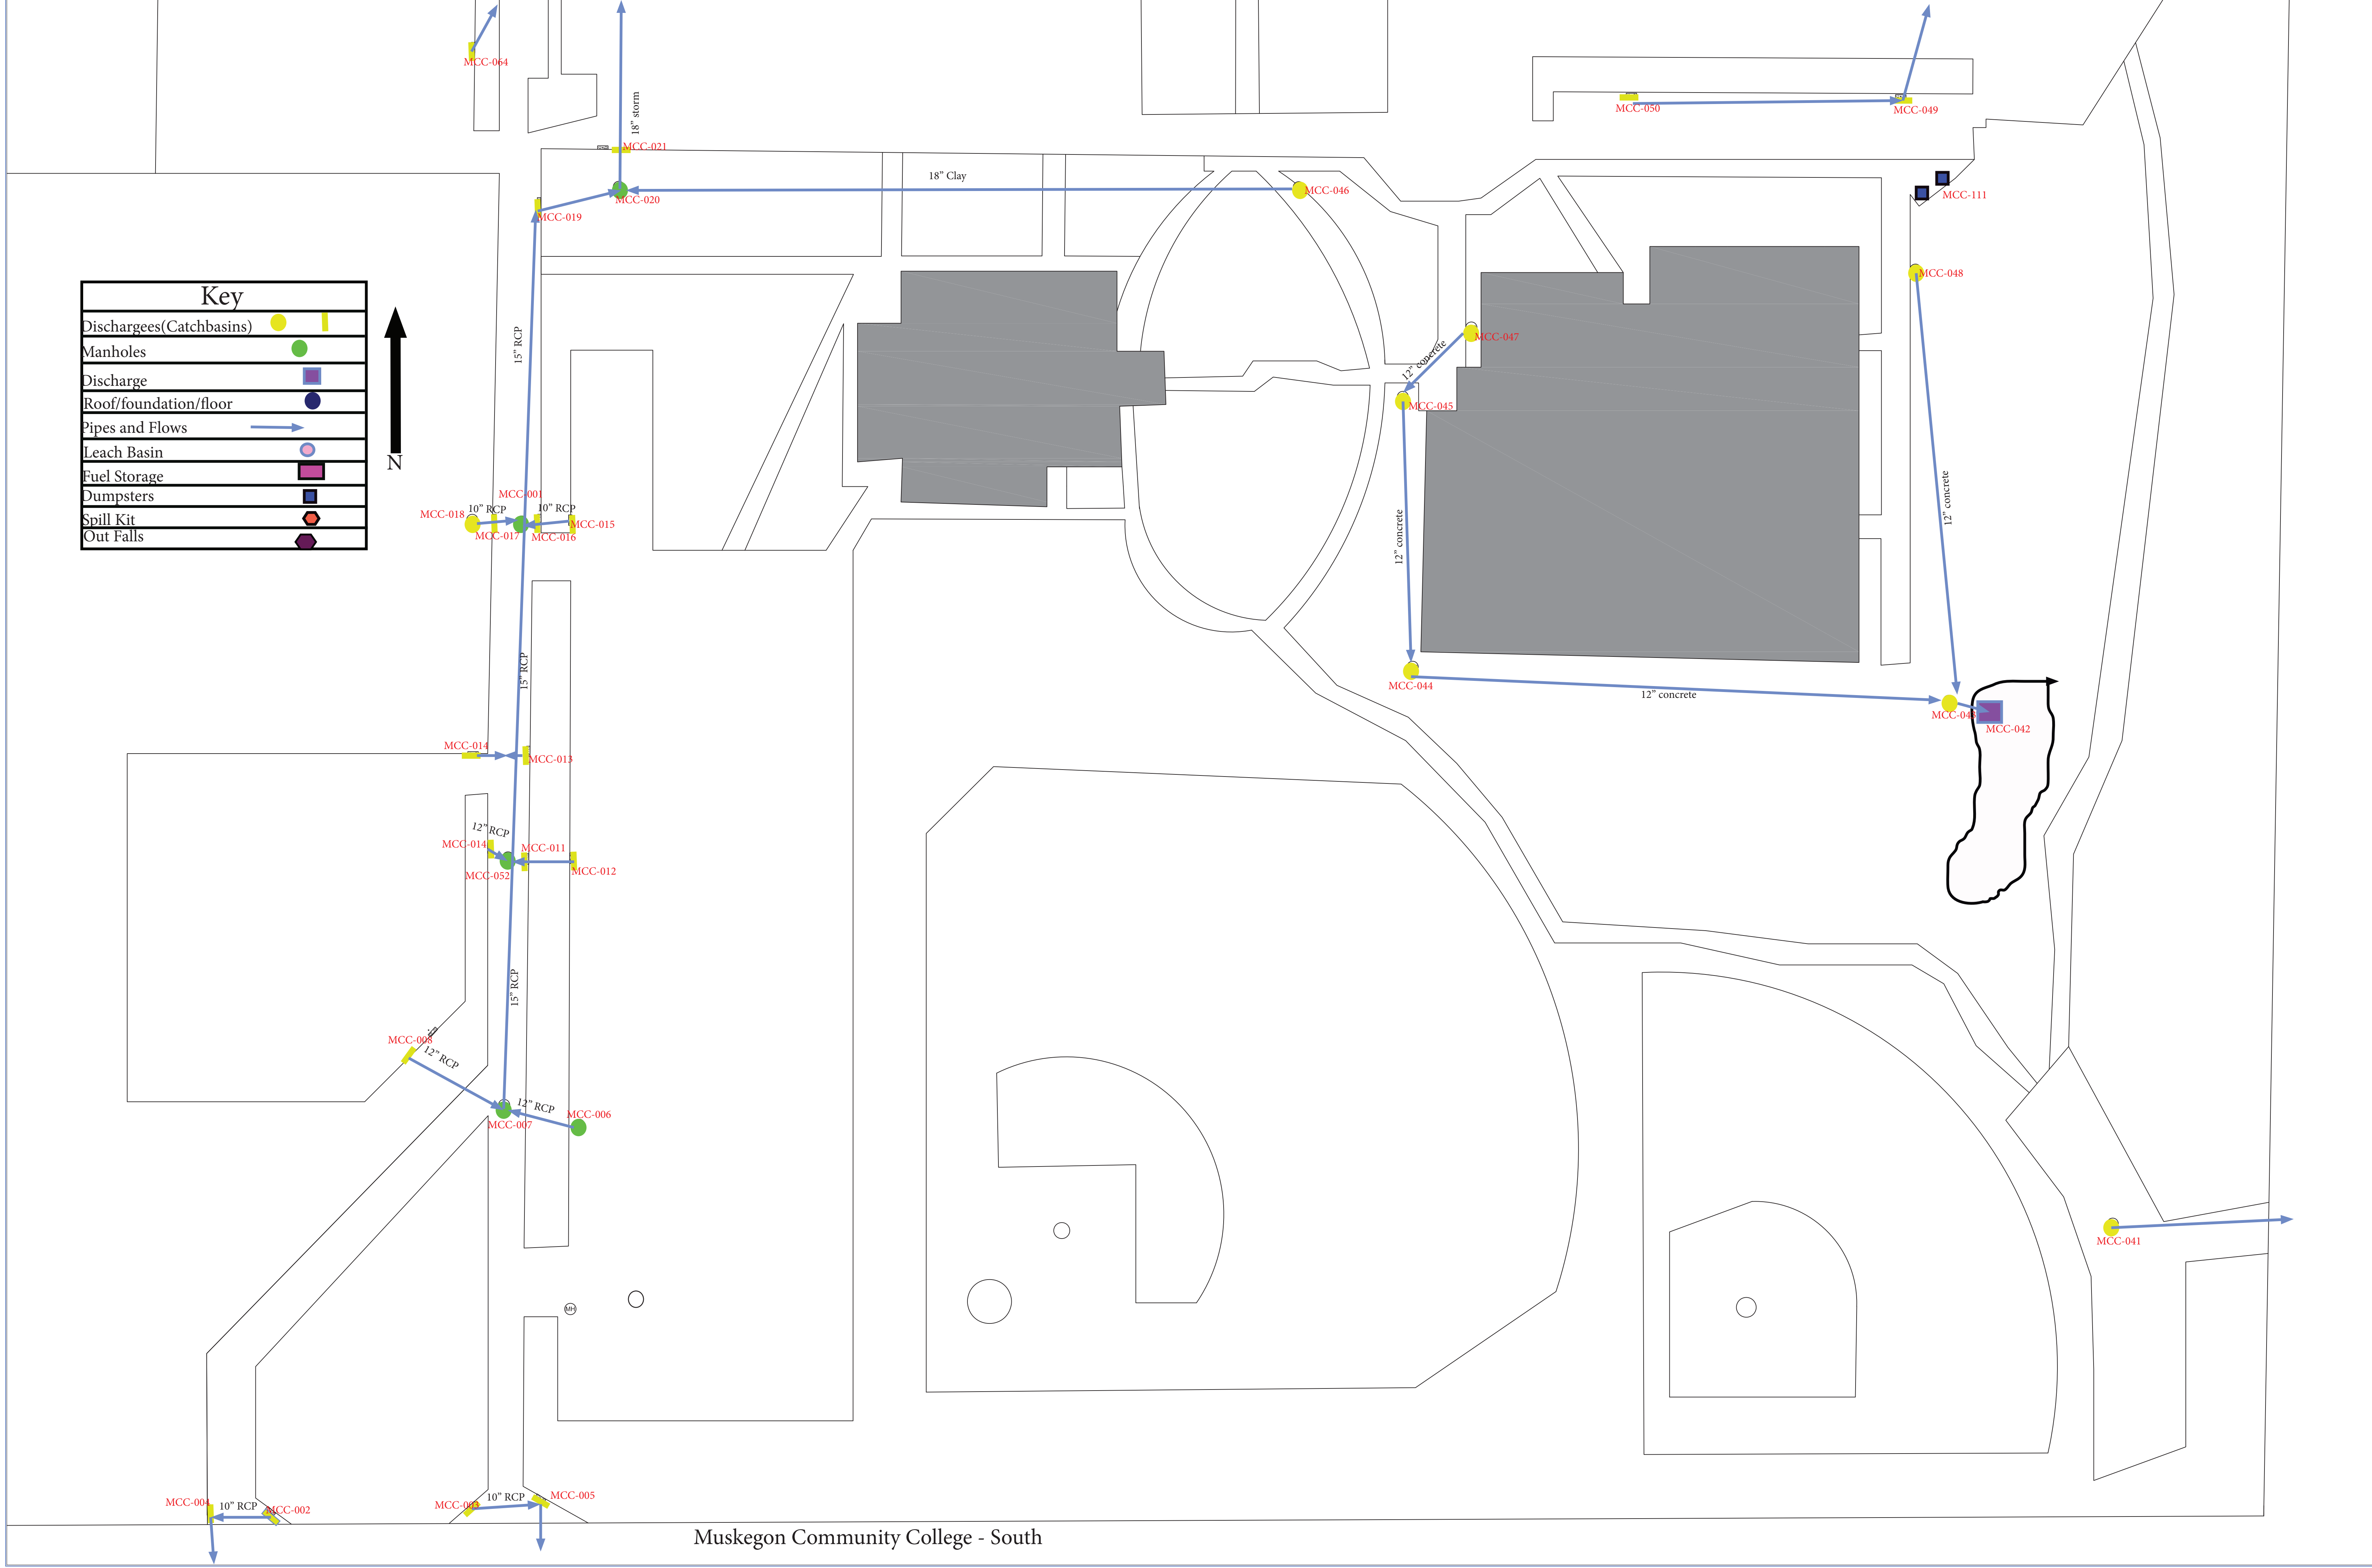 MCC-064
18" storm
MCC-050
MCC-049
MCC-021
18" Clay
MCC-046
MCC-020
MCC-019
MCC-111
MCC-048
Key
Dischargees(Catchbasins)
Manholes
Discharge
Roof/foundation/floor
Pipes and Flows
Leach Basin
Fuel Storage
Dumpsters
Spill Kit
Out Falls
N
15" RCP
MCC-047
12" concrete
MCC-045
MCC-001
MCC-018
10" RCP
10" RCP
MCC-015
MCC-017
MCC-016
12" concrete
12" concrete
15" RCP
MCC-044
12" concrete
MCC-043
MCC-042
MCC-014
MCC-013
12" RCP
MCC-014
MCC-011
MCC-012
MCC-052
15" RCP
MCC-008
12" RCP
12" RCP
MCC-006
MCC-007
MCC-041
MH
MCC-004
10" RCP
MCC-002
MCC-003
10" RCP
MCC-005
Muskegon Community College - South